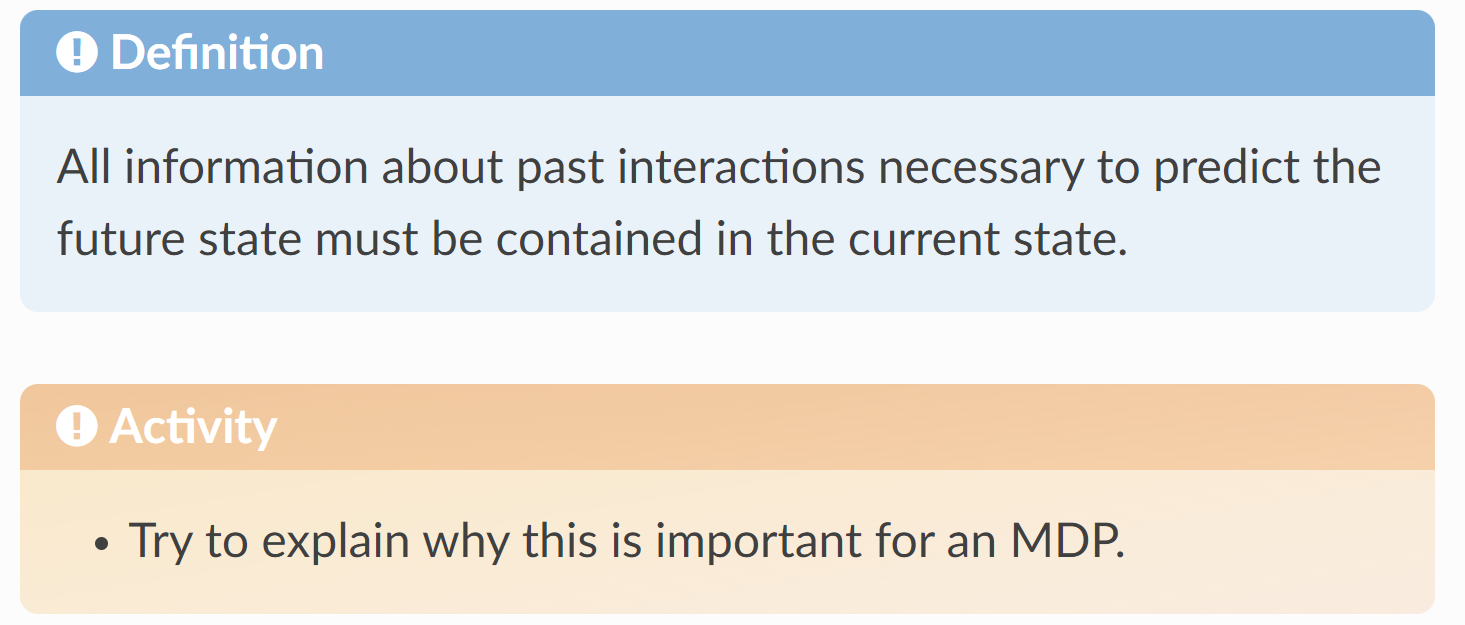 Definition
All information about past interactions necessary to predict the
future state must be contained in the current state.
Activity
• Try to explain why this is important for an MDP.